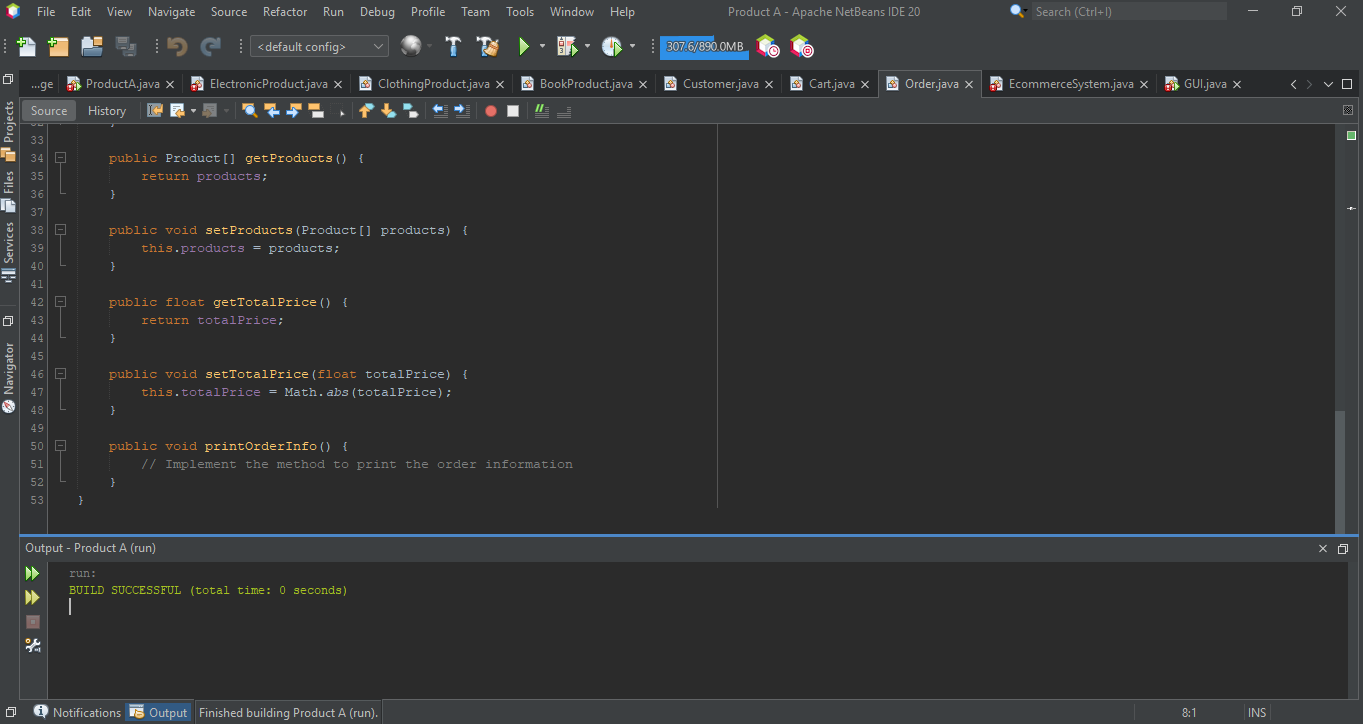 File Edit View Navigate Source Refactor Run Debug Profile Team Tools Window Help Product A - Apache NetBeans IDE 20 Search (Ctrl+I)
<default config> 307.6/890.0MB
...ge ProductA.java ElectronicProduct.java ClothingProduct.java BookProduct.java Customer.java Cart.java Order.java EcommerceSystem.java GUI.java
Source History
Projects
Files
Services
Navigator
33
34 public Product[] getProducts() {
35 return products;
36 }
37
38 public void setProducts(Product[] products) {
39 this.products = products;
40 }
41
42 public float getTotalPrice() {
43 return totalPrice;
44 }
45
46 public void setTotalPrice(float totalPrice) {
47 this.totalPrice = Math.abs(totalPrice);
48 }
49
50 public void printOrderInfo() {
51 // Implement the method to print the order information
52 }
53 }
Output - Product A (run)
run:
BUILD SUCCESSFUL (total time: 0 seconds)
Notifications Output Finished building Product A (run). 8:1 INS